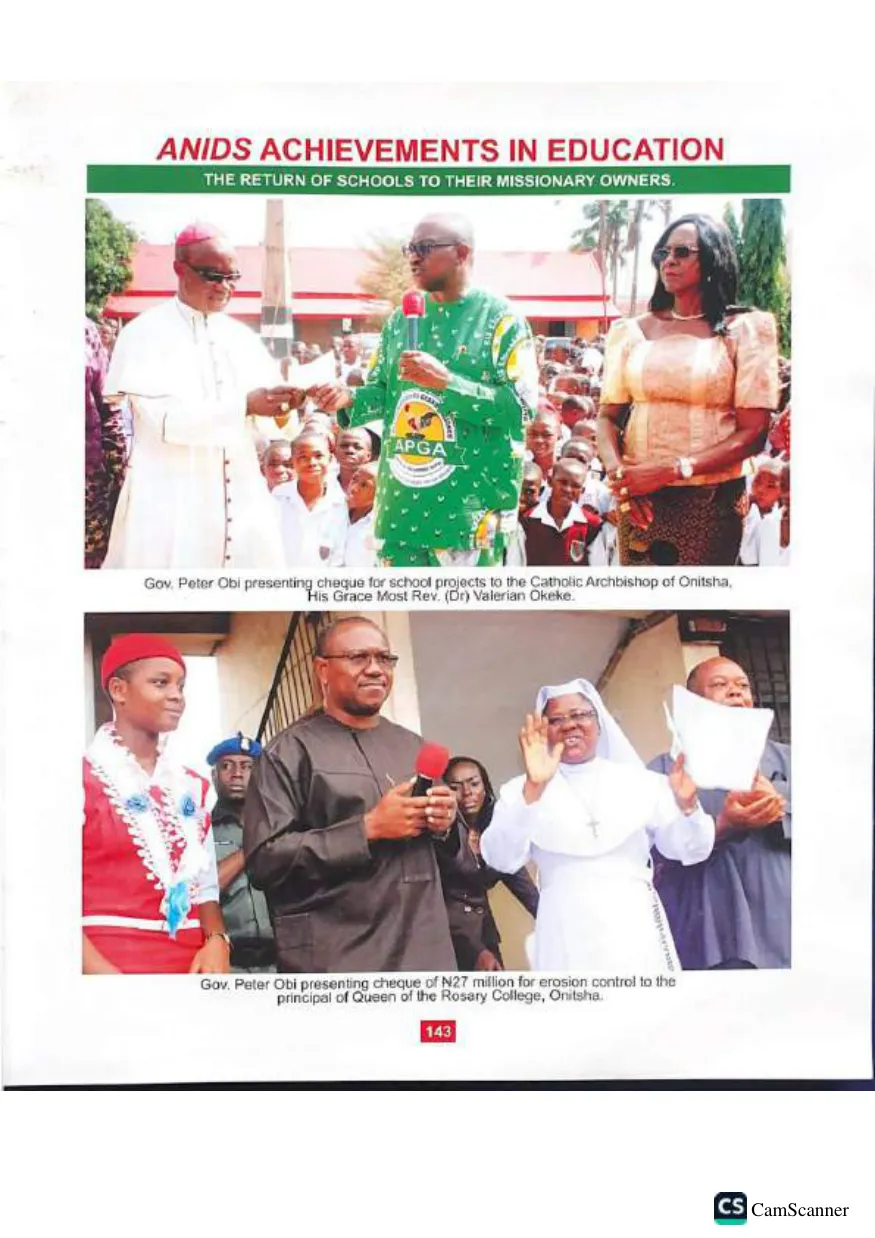 ANIDS ACHIEVEMENTS IN EDUCATION
THE RETURN OF SCHOOLS TO THEIR MISSIONARY OWNERS.
APGA
Gov. Peter Obi presenting cheque for school projects to the Catholic Archbishop of Onitsha,
His Grace Most Rev. (Dr) Valerian Okeke.
Gov. Peter Obi presenting cheque of ₦27 million for erosion control to the
principal of Queen of the Rosary College, Onitsha.
143
CS CamScanner